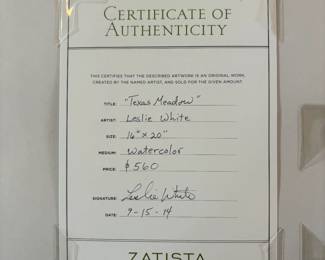 CERTIFICATE OF
AUTHENTICITY
THIS CERTIFIES THAT THE DESCRIBED ARTWORK IS AN ORIGINAL WORK,
CREATED BY THE NAMED ARTIST, AND SOLD FOR THE GIVEN AMOUNT.
TITLE: "Texas Meadow"
ARTIST: Leslie White
SIZE: 16" x 20"
MEDIUM: Watercolor
PRICE: $560
SIGNATURE: Leslie White
DATE: 9-15-14
ZATISTA